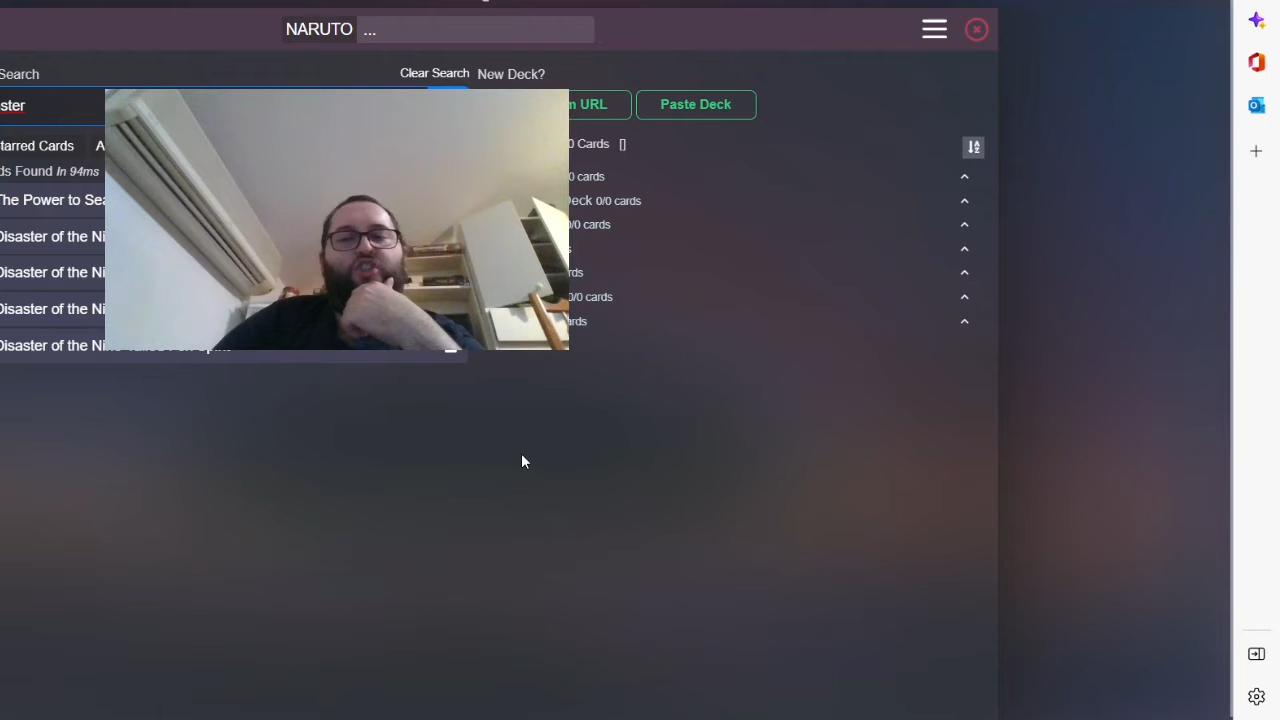 NARUTO ...
Search
Clear Search
New Deck?
ster
m URL
Paste Deck
tarred Cards
A
0 Cards []
ds Found In 94ms
0 cards
The Power to Sea
Deck 0/0 cards
Disaster of the Ni
0/0 cards
s
Disaster of the Ni
rds
Disaster of the Ni
0/0 cards
ards
Disaster of the Ni